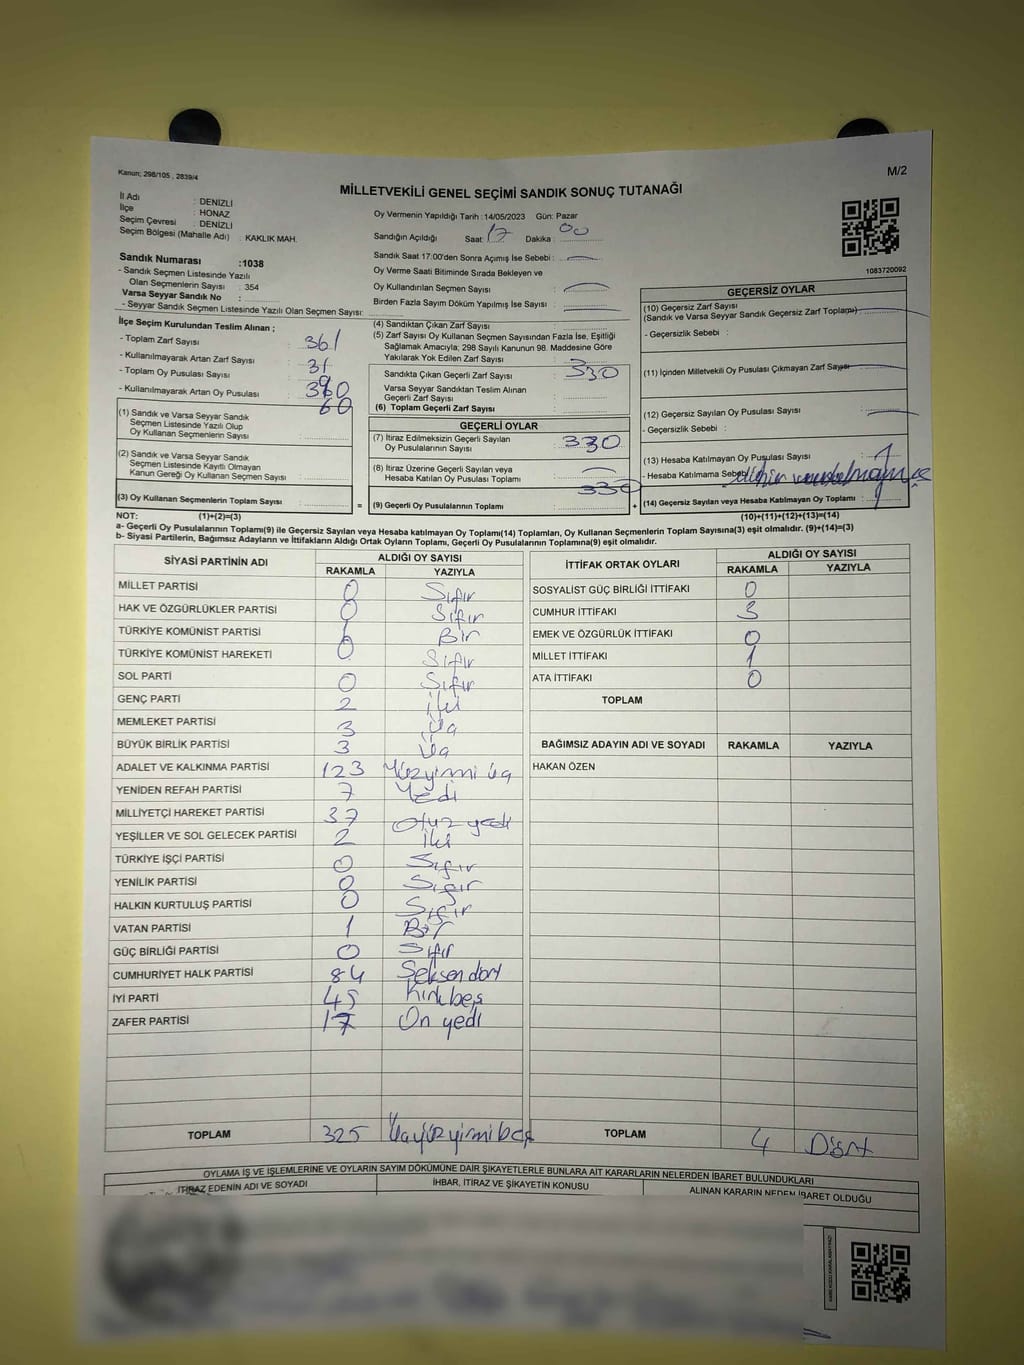 Kanun; 298/105 , 2839/4
M/2
MİLLETVEKİLİ GENEL SEÇİMİ SANDIK SONUÇ TUTANAĞI
İl Adı : DENİZLİ
İlçe : HONAZ
Seçim Çevresi : DENİZLİ
Seçim Bölgesi (Mahalle Adı) : KAKLIK MAH.
Oy Vermenin Yapıldığı Tarih :14/05/2023 Gün: Pazar
Sandığın Açıldığı Saat: 17 Dakika : 00
Sandık Saat 17:00'den Sonra Açımış İse Sebebi :
Oy Verme Saati Bitiminde Sırada Bekleyen ve
Oy Kullandırılan Seçmen Sayısı :
Birden Fazla Sayım Döküm Yapılmış İse Sayısı :
1083720092
Sandık Numarası :1038
- Sandık Seçmen Listesinde Yazılı
Olan Seçmenlerin Sayısı : 354
Varsa Seyyar Sandık No :
- Seyyar Sandık Seçmen Listesinde Yazılı Olan Seçmen Sayısı:
İlçe Seçim Kurulundan Teslim Alınan ;
- Toplam Zarf Sayısı : 361
- Kullanılmayarak Artan Zarf Sayısı : 31
- Toplam Oy Pusulası Sayısı :
- Kullanılmayarak Artan Oy Pusulası : 60
(1) Sandık ve Varsa Seyyar Sandık
Seçmen Listesinde Yazılı Olup
Oy Kullanan Seçmenlerin Sayısı :
(2) Sandık ve Varsa Seyyar Sandık
Seçmen Listesinde Kayıtlı Olmayan
Kanun Gereği Oy Kullanan Seçmen Sayısı :
(3) Oy Kullanan Seçmenlerin Toplam Sayısı :
(4) Sandıktan Çıkan Zarf Sayısı :
(5) Zarf Sayısı Oy Kullanan Seçmen Sayısından Fazla İse, Eşitliği
Sağlamak Amacıyla; 298 Sayılı Kanunun 98. Maddesine Göre
Yakılarak Yok Edilen Zarf Sayısı :
Sandıkta Çıkan Geçerli Zarf Sayısı : 330
Varsa Seyyar Sandıktan Teslim Alınan
Geçerli Zarf Sayısı :
(6) Toplam Geçerli Zarf Sayısı :
GEÇERLİ OYLAR
(7) İtiraz Edilmeksizin Geçerli Sayılan
Oy Pusulalarının Sayısı : 330
(8) İtiraz Üzerine Geçerli Sayılan veya
Hesaba Katılan Oy Pusulası Toplamı :
= (9) Geçerli Oy Pusulalarının Toplamı : 330 +
GEÇERSİZ OYLAR
(10) Geçersiz Zarf Sayısı
(Sandık ve Varsa Seyyar Sandık Geçersiz Zarf Toplamı) :
- Geçersizlik Sebebi :
(11) İçinden Milletvekili Oy Pusulası Çıkmayan Zarf Sayısı :
(12) Geçersiz Sayılan Oy Pusulası Sayısı :
- Geçersizlik Sebebi :
(13) Hesaba Katılmayan Oy Pusulası Sayısı :
- Hesaba Katılmama Sebebi :
(14) Geçersiz Sayılan veya Hesaba Katılmayan Oy Toplamı :
NOT: (1)+(2)=(3) (10)+(11)+(12)+(13)=(14)
a- Geçerli Oy Pusulalarının Toplamı(9) ile Geçersiz Sayılan veya Hesaba katılmayan Oy Toplamı(14) Toplamları, Oy Kullanan Seçmenlerin Toplam Sayısına(3) eşit olmalıdır. (9)+(14)=(3)
b- Siyasi Partilerin, Bağımsız Adayların ve İttifakların Aldığı Ortak Oyların Toplamı, Geçerli Oy Pusulalarının Toplamına(9) eşit olmalıdır.
SİYASİ PARTİNİN ADI ALDIĞI OY SAYISI
RAKAMLA YAZIYLA
MİLLET PARTİSİ 0 Sıfır
HAK VE ÖZGÜRLÜKLER PARTİSİ 0 Sıfır
TÜRKİYE KOMÜNİST PARTİSİ 1 Bir
TÜRKİYE KOMÜNİST HAREKETİ 0 Sıfır
SOL PARTİ 0 Sıfır
GENÇ PARTİ 2 İki
MEMLEKET PARTİSİ 3 Üç
BÜYÜK BİRLİK PARTİSİ 3 Üç
ADALET VE KALKINMA PARTİSİ 123 Yüzyirmi üç
YENİDEN REFAH PARTİSİ 7 Yedi
MİLLİYETÇİ HAREKET PARTİSİ 37 Otuz yedi
YEŞİLLER VE SOL GELECEK PARTİSİ 2 İki
TÜRKİYE İŞÇİ PARTİSİ 0 Sıfır
YENİLİK PARTİSİ 0 Sıfır
HALKIN KURTULUŞ PARTİSİ 0 Sıfır
VATAN PARTİSİ 1 Bir
GÜÇ BİRLİĞİ PARTİSİ 0 Sıfır
CUMHURİYET HALK PARTİSİ 84 Seksen dört
İYİ PARTİ 45 Kırk beş
ZAFER PARTİSİ 17 On yedi
TOPLAM 325 Üçyüzyirmi beş
İTTİFAK ORTAK OYLARI ALDIĞI OY SAYISI
RAKAMLA YAZIYLA
SOSYALİST GÜÇ BİRLİĞİ İTTİFAKI 0
CUMHUR İTTİFAKI 3
EMEK VE ÖZGÜRLÜK İTTİFAKI 0
MİLLET İTTİFAKI 1
ATA İTTİFAKI 0
TOPLAM
BAĞIMSIZ ADAYIN ADI VE SOYADI RAKAMLA YAZIYLA
HAKAN ÖZEN
TOPLAM 4 Dört
OYLAMA İŞ VE İŞLEMLERİNE VE OYLARIN SAYIM DÖKÜMÜNE DAİR ŞİKAYETLERLE BUNLARA AİT KARARLARIN NELERDEN İBARET BULUNDUKLARI
İTİRAZ EDENİN ADI VE SOYADI İHBAR, İTİRAZ VE ŞİKAYETİN KONUSU ALINAN KARARIN NEDEN İBARET OLDUĞU